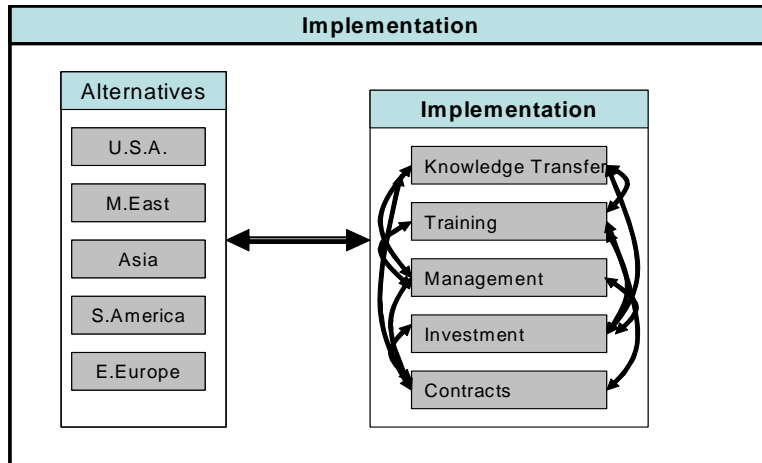 Implementation
Alternatives
U.S.A.
M.East
Asia
S.America
E.Europe
Implementation
Knowledge Transfer
Training
Management
Investment
Contracts